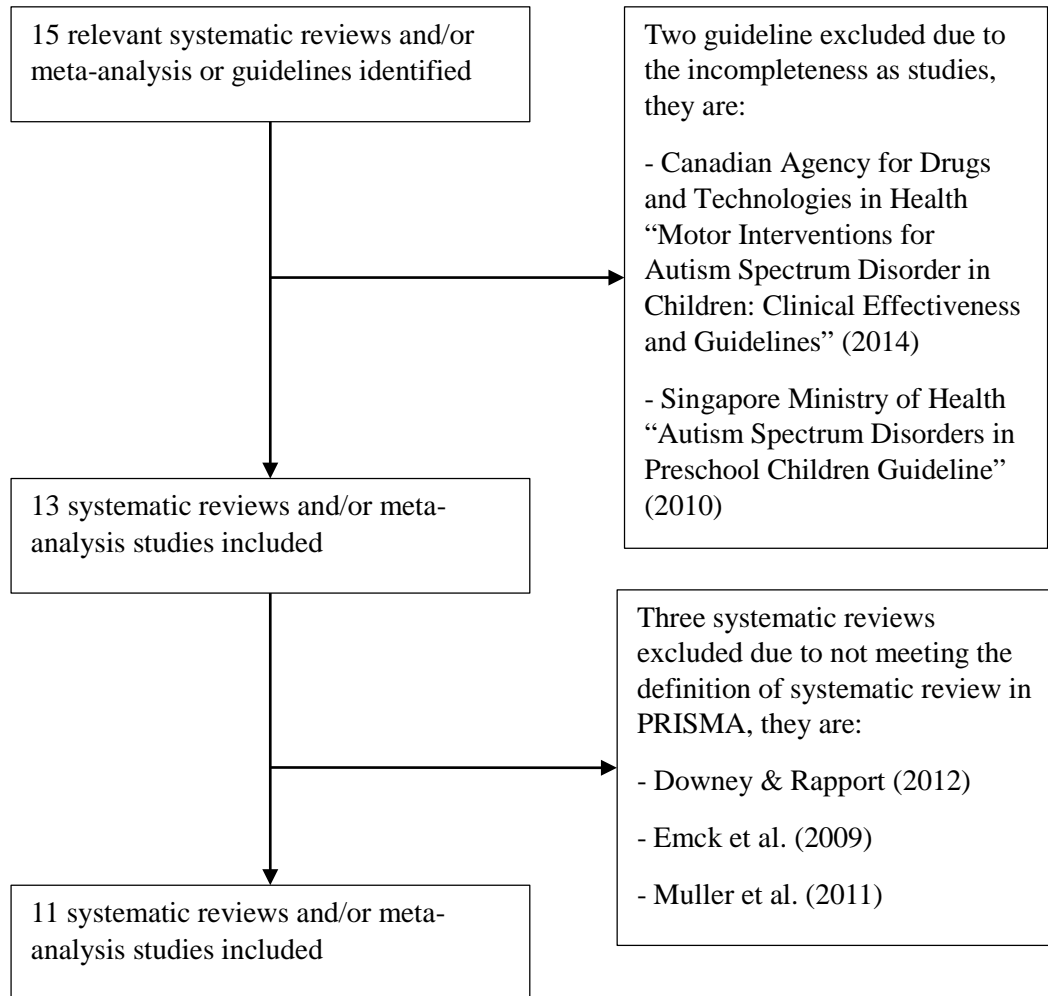 15 relevant systematic reviews and/or
meta-analysis or guidelines identified
Two guideline excluded due to
the incompleteness as studies,
they are:
- Canadian Agency for Drugs
and Technologies in Health
“Motor Interventions for
Autism Spectrum Disorder in
Children: Clinical Effectiveness
and Guidelines” (2014)
- Singapore Ministry of Health
“Autism Spectrum Disorders in
Preschool Children Guideline”
(2010)
13 systematic reviews and/or meta-
analysis studies included
Three systematic reviews
excluded due to not meeting the
definition of systematic review in
PRISMA, they are:
- Downey & Rapport (2012)
- Emck et al. (2009)
- Muller et al. (2011)
11 systematic reviews and/or meta-
analysis studies included